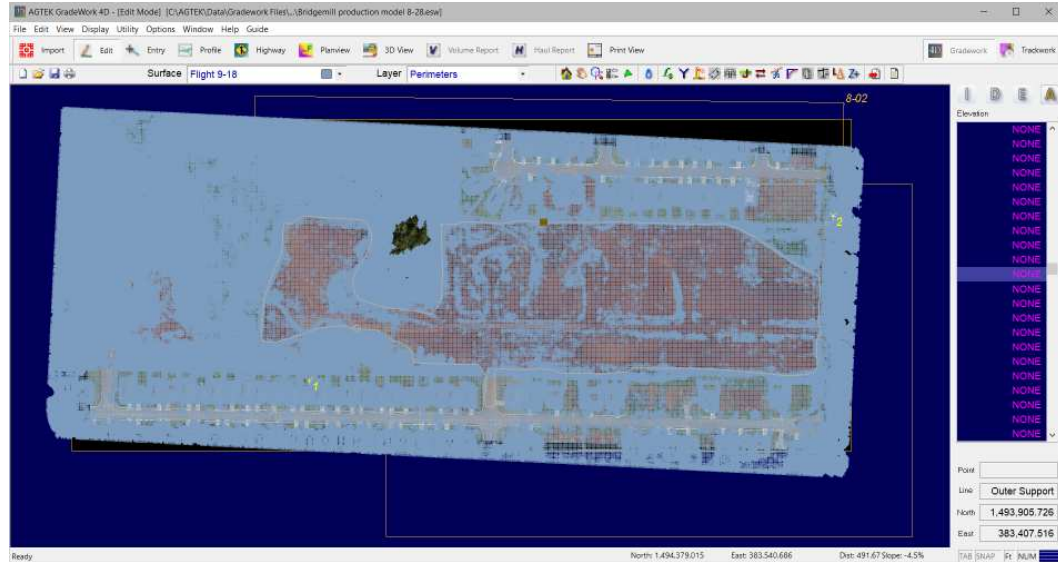 AGTEK GradeWork 4D - [Edit Mode] [C\AGTEK\Data\Gradework Files\,..\Bridgemill production model 8-28.esw]
File Edit View Display Utility Options Window Help Guide
Import Edit Entry Profile Highway Planview 3D View Volume Report Haul Report Print View Gradework Trackwork
Surface Flight 9-18 Layer Perimeters
I D E A
8-02
Elevation
NONE
NONE
NONE
NONE
NONE
NONE
NONE
2
NONE
NONE
NONE
NONE
NONE
NONE
NONE
NONE
NONE
NONE
1
NONE
NONE
NONE
NONE
NONE
Point
Line Outer Support
North 1,493,905.726
East 383,407.516
Ready North: 1,494,379.015 East: 383,540.686 Dist: 491.67 Slope: -4.5% TAB SNAP Ft NUM